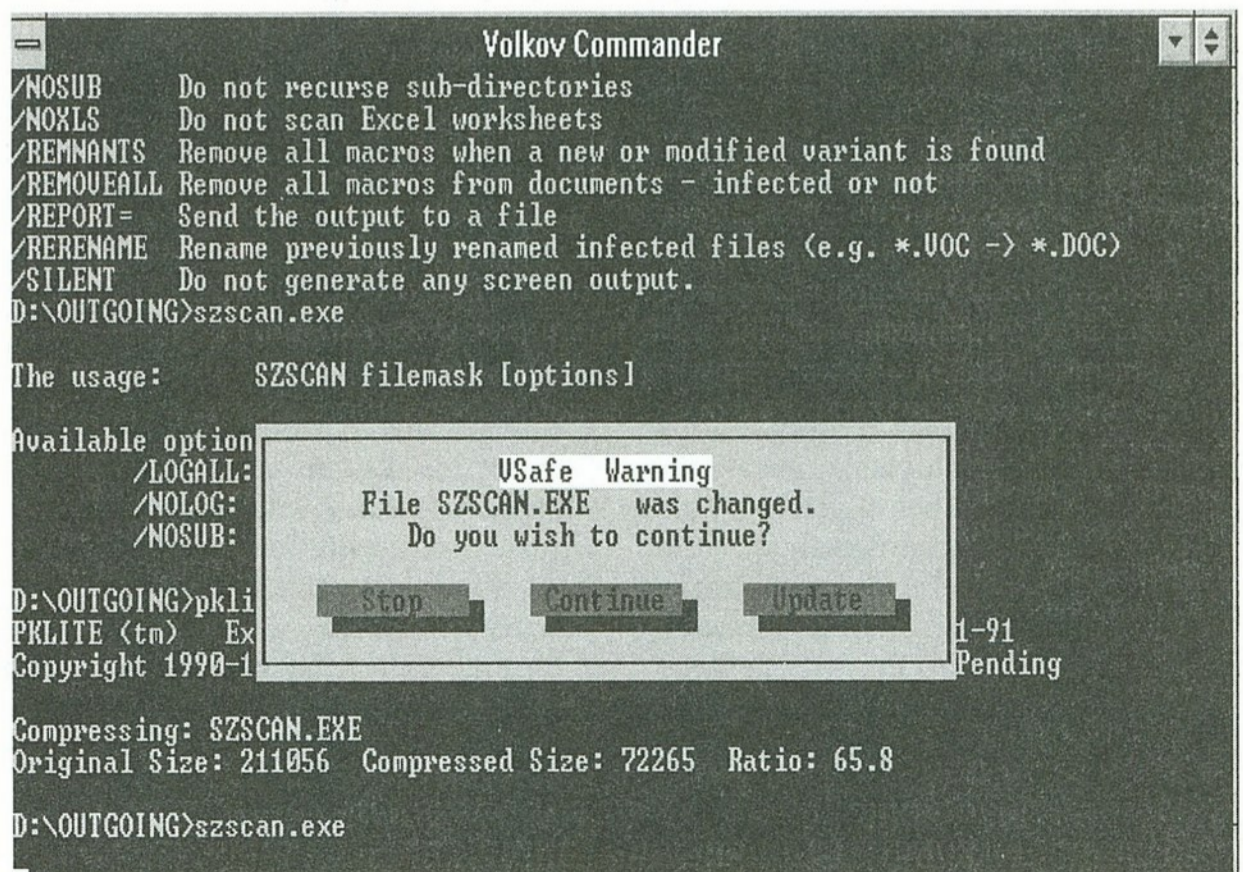 Volkov Commander
/NOSUB Do not recurse sub-directories
/NOXLS Do not scan Excel worksheets
/REMNANTS Remove all macros when a new or modified variant is found
/REMOVEALL Remove all macros from documents - infected or not
/REPORT= Send the output to a file
/RERENAME Rename previously renamed infected files (e.g. *.VOC -> *.DOC)
/SILENT Do not generate any screen output.
D:\OUTGOING>szscan.exe
The usage: SZSCAN filemask [options]
Available option
/LOGALL:
/NOLOG:
/NOSUB:
VSafe Warning
File SZSCAN.EXE was changed.
Do you wish to continue?
Stop Continue Update
D:\OUTGOING>pkli
PKLITE (tm) Ex 1-91
Copyright 1990-1 Pending
Compressing: SZSCAN.EXE
Original Size: 211056 Compressed Size: 72265 Ratio: 65.8
D:\OUTGOING>szscan.exe